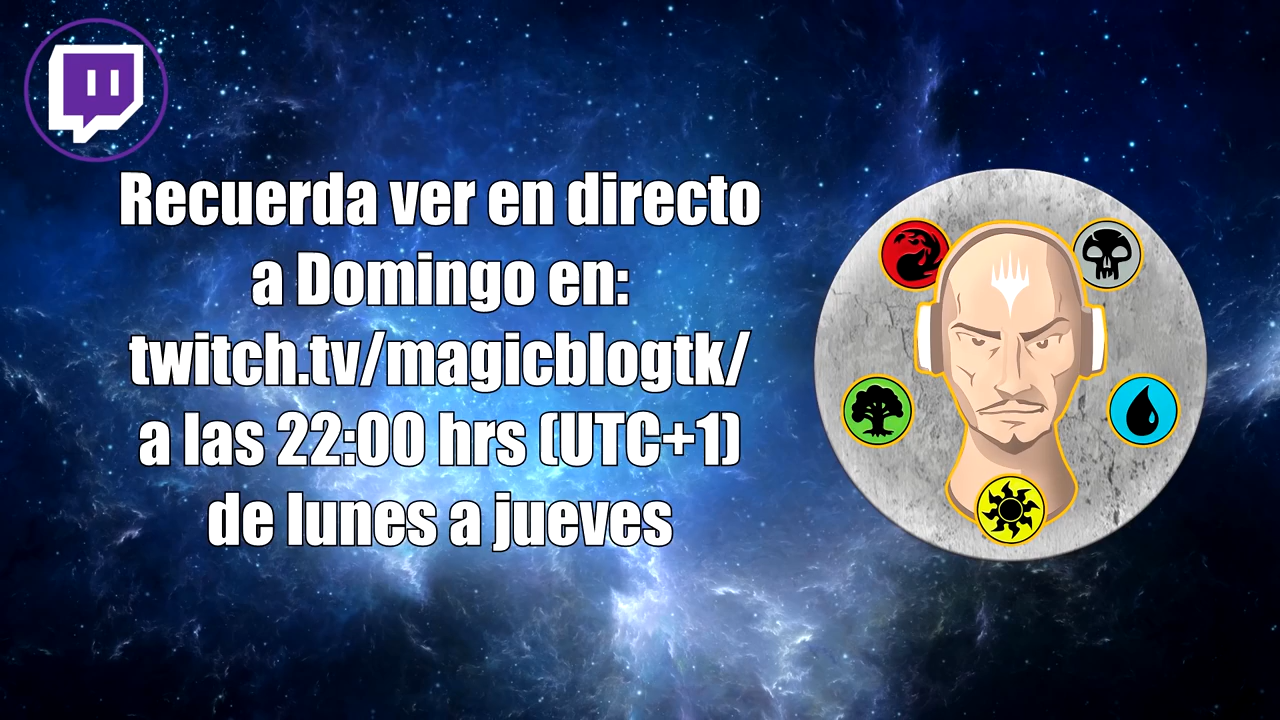 Recuerda ver en directo
a Domingo en:
twitch.tv/magicblogtk/
a las 22:00 hrs (UTC+1)
de lunes a jueves